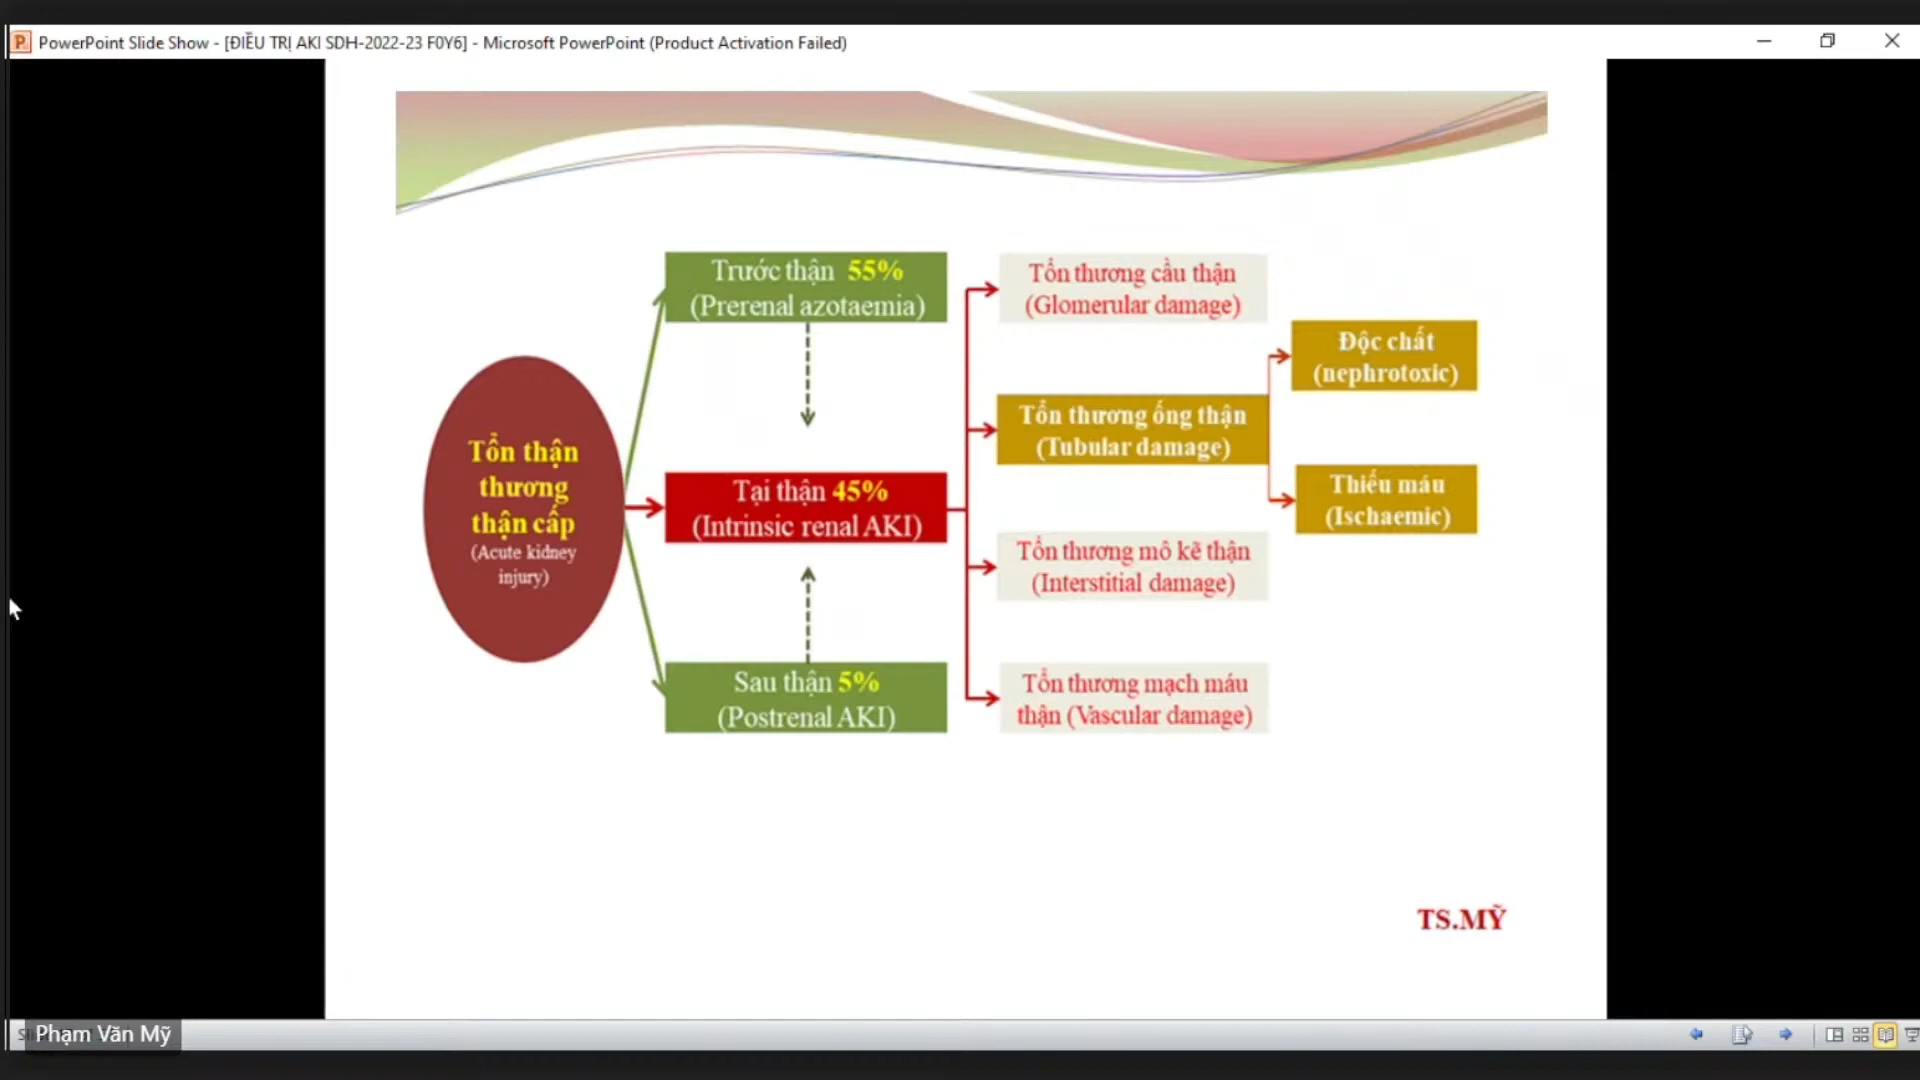 PowerPoint Slide Show - [ĐIỀU TRỊ AKI SDH-2022-23 F0Y6] - Microsoft PowerPoint (Product Activation Failed)
Trước thận 55%
(Prerenal azotaemia)
Tổn thương cầu thận
(Glomerular damage)
Độc chất
(nephrotoxic)
Tổn thương ống thận
(Tubular damage)
Tổn thận
thương
thận cấp
(Acute kidney
injury)
Tại thận 45%
(Intrinsic renal AKI)
Thiếu máu
(Ischaemic)
Tổn thương mô kẽ thận
(Interstitial damage)
Sau thận 5%
(Postrenal AKI)
Tổn thương mạch máu
thận (Vascular damage)
TS.MỸ
Phạm Văn Mỹ